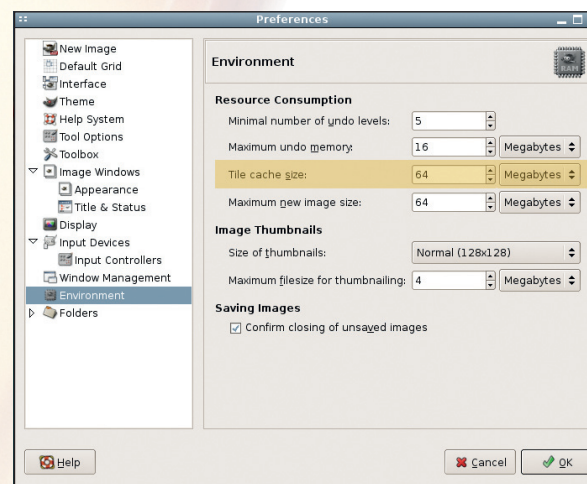 Preferences
New Image
Default Grid
Interface
Theme
Help System
Tool Options
Toolbox
Image Windows
Appearance
Title & Status
Display
Input Devices
Input Controllers
Window Management
Environment
Folders
Environment
RAM
Resource Consumption
Minimal number of undo levels: 5
Maximum undo memory: 16 Megabytes
Tile cache size: 64 Megabytes
Maximum new image size: 64 Megabytes
Image Thumbnails
Size of thumbnails: Normal (128x128)
Maximum filesize for thumbnailing: 4 Megabytes
Saving Images
Confirm closing of unsaved images
Help
Cancel
OK